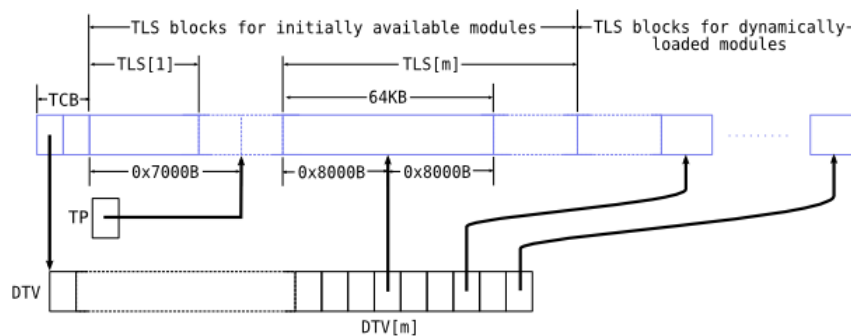 TLS blocks for initially available modules
TLS blocks for dynamically-
loaded modules
TLS[1]
TLS[m]
TCB
64KB
0x7000B
0x8000B
0x8000B
TP
DTV
DTV[m]